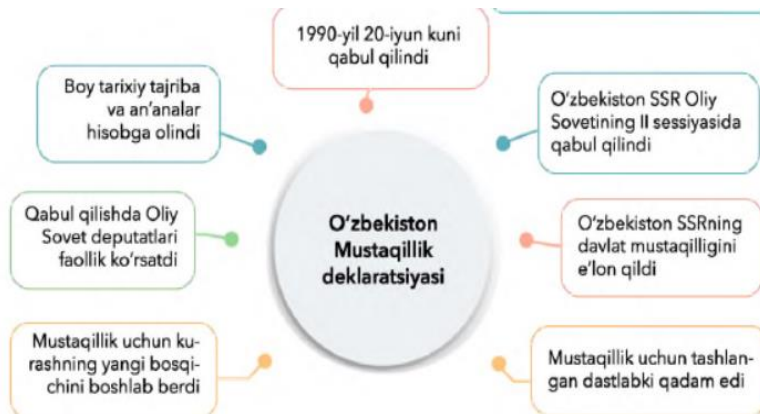 1990-yil 20-iyun kuni
qabul qilindi
Boy tarixiy tajriba
va an'analar
hisobga olindi
O'zbekiston SSR Oliy
Sovetining II sessiyasida
qabul qilindi
Qabul qilishda Oliy
Sovet deputatlari
faollik ko'rsatdi
O'zbekiston
Mustaqillik
deklaratsiyasi
O'zbekiston SSRning
davlat mustaqilligini
e'lon qildi
Mustaqillik uchun ku-
rashning yangi bosqi-
chini boshlab berdi
Mustaqillik uchun tashlan-
gan dastlabki qadam edi